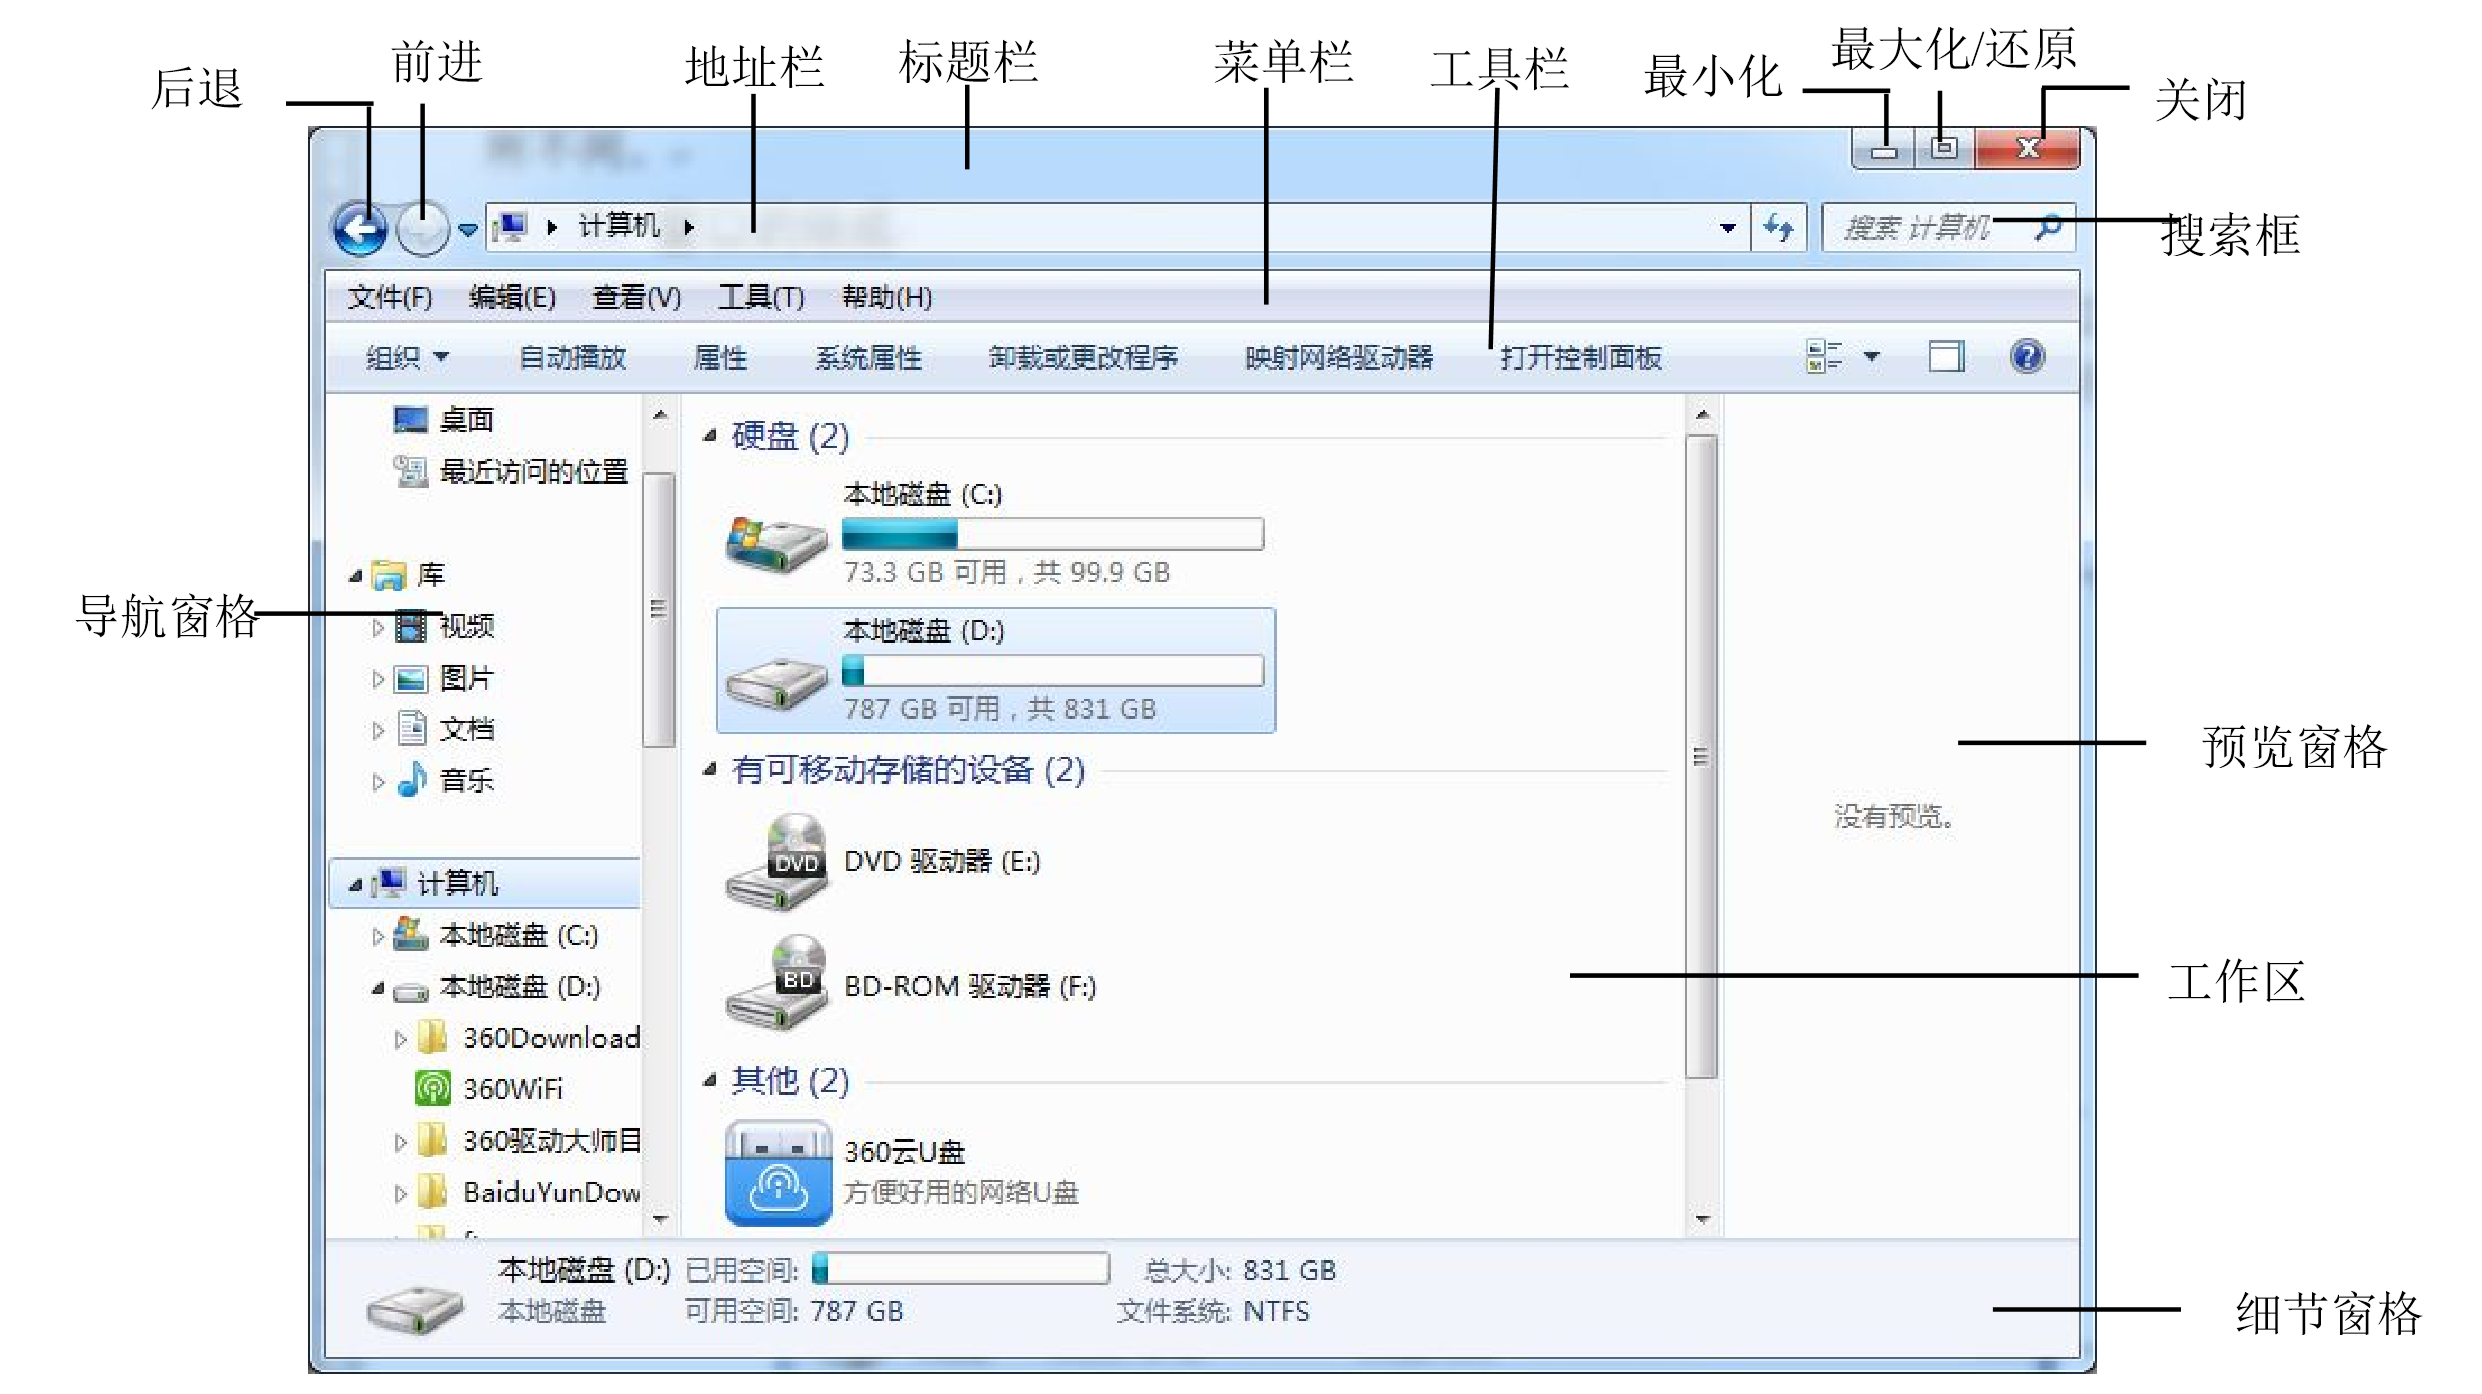 后退 前进 地址栏 标题栏 菜单栏 工具栏 最小化 最大化/还原 关闭
计算机 搜索 计算机 搜索框
文件(F) 编辑(E) 查看(V) 工具(T) 帮助(H)
组织 自动播放 属性 系统属性 卸载或更改程序 映射网络驱动器 打开控制面板
导航窗格
桌面
最近访问的位置
库
视频
图片
文档
音乐
计算机
本地磁盘 (C:)
本地磁盘 (D:)
360Download
360WiFi
360驱动大师目
BaiduYunDow
硬盘 (2)
本地磁盘 (C:)
73.3 GB 可用 , 共 99.9 GB
本地磁盘 (D:)
787 GB 可用 , 共 831 GB
有可移动存储的设备 (2)
DVD
DVD 驱动器 (E:)
BD
BD-ROM 驱动器 (F:)
其他 (2)
360云U盘
方便好用的网络U盘
预览窗格
没有预览。
工作区
本地磁盘 (D:) 已用空间: 总大小: 831 GB
本地磁盘 可用空间: 787 GB 文件系统: NTFS
细节窗格